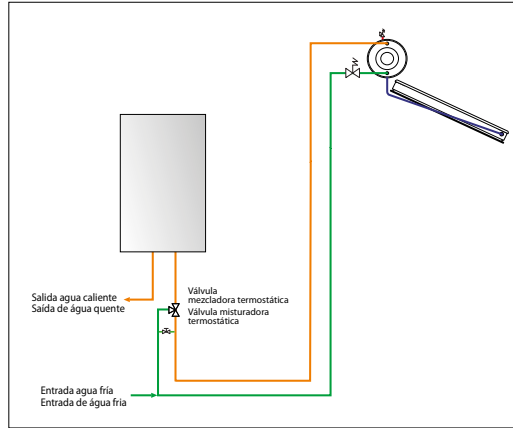 Salida agua caliente
Saída de água quente
Válvula
mezcladora termostática
Válvula misturadora
termostática
Entrada agua fría
Entrada de água fria